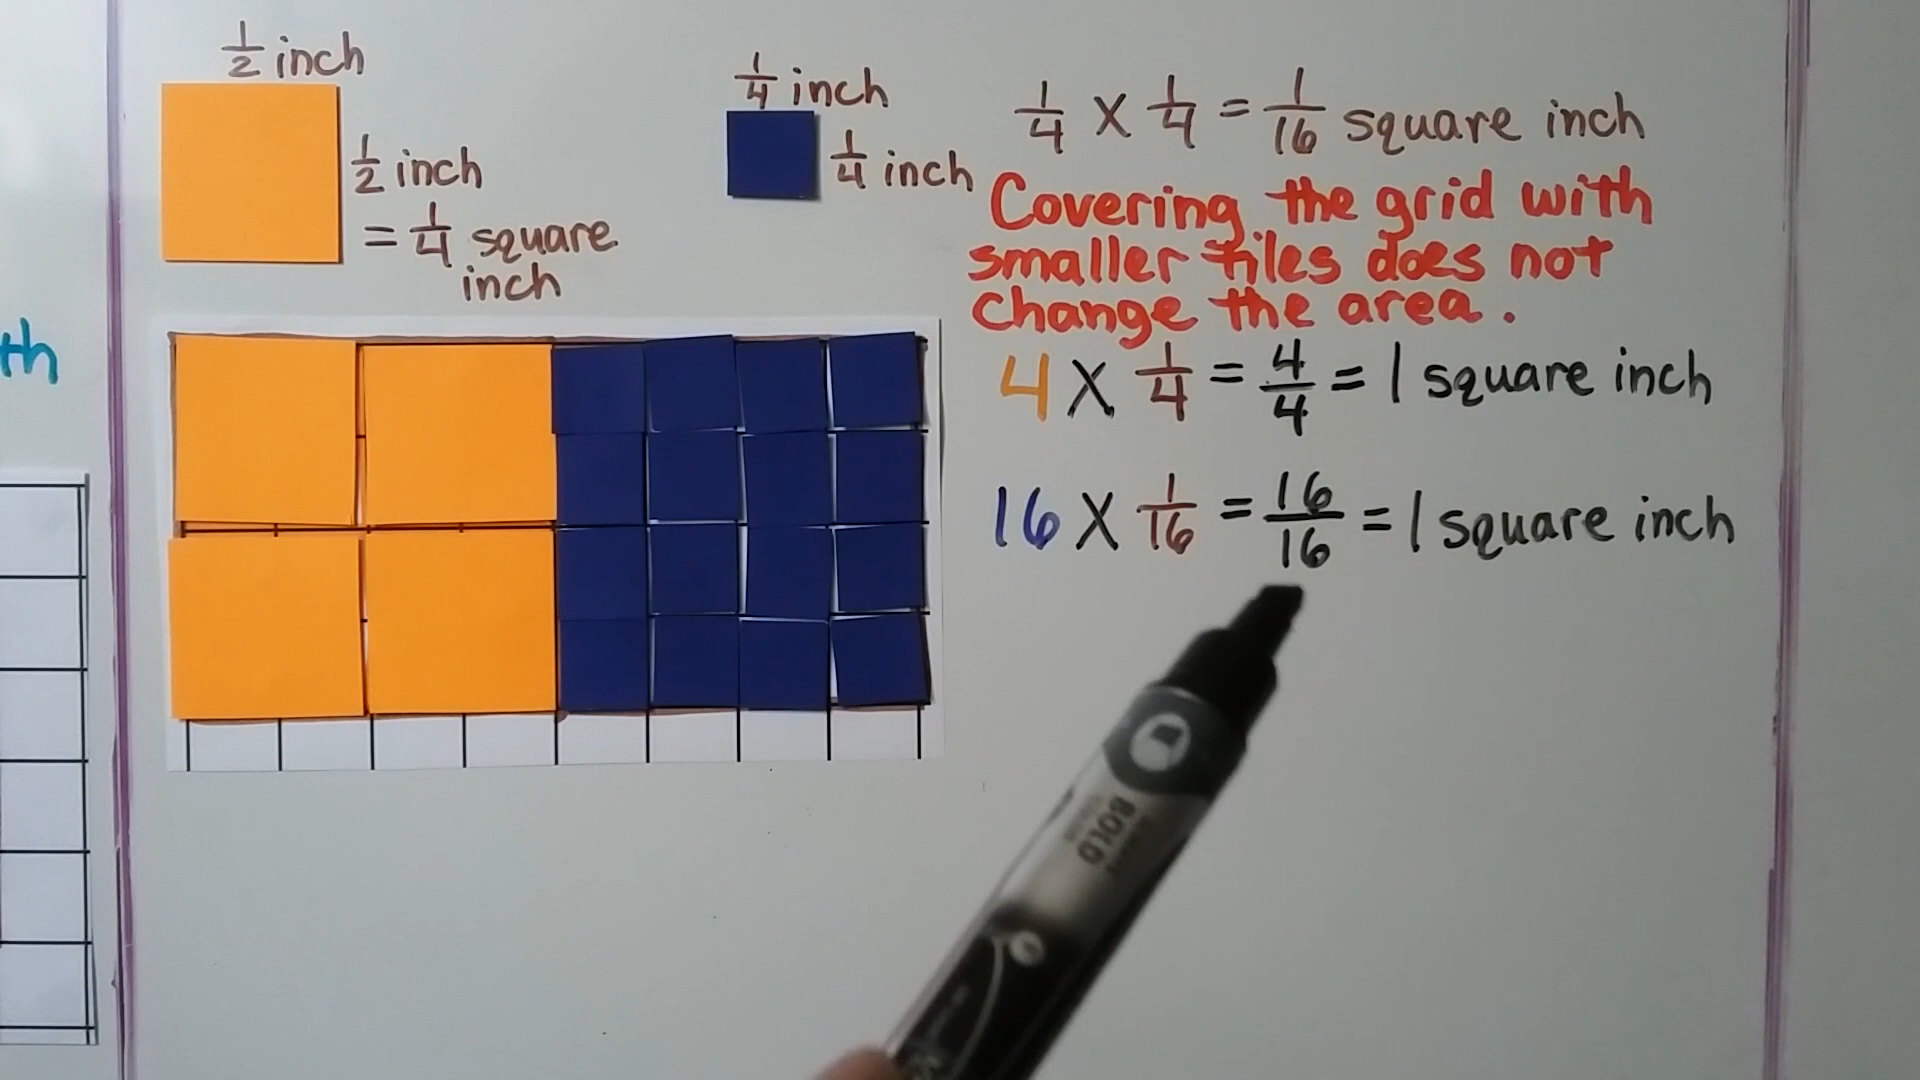 1/2 inch
1/2 inch
= 1/4 square
inch
1/4 inch
1/4 inch
1/4 X 1/4 = 1/16 square inch
Covering the grid with
smaller tiles does not
change the area.
4 X 1/4 = 4/4 = 1 square inch
16 X 1/16 = 16/16 = 1 square inch
th
BOLD